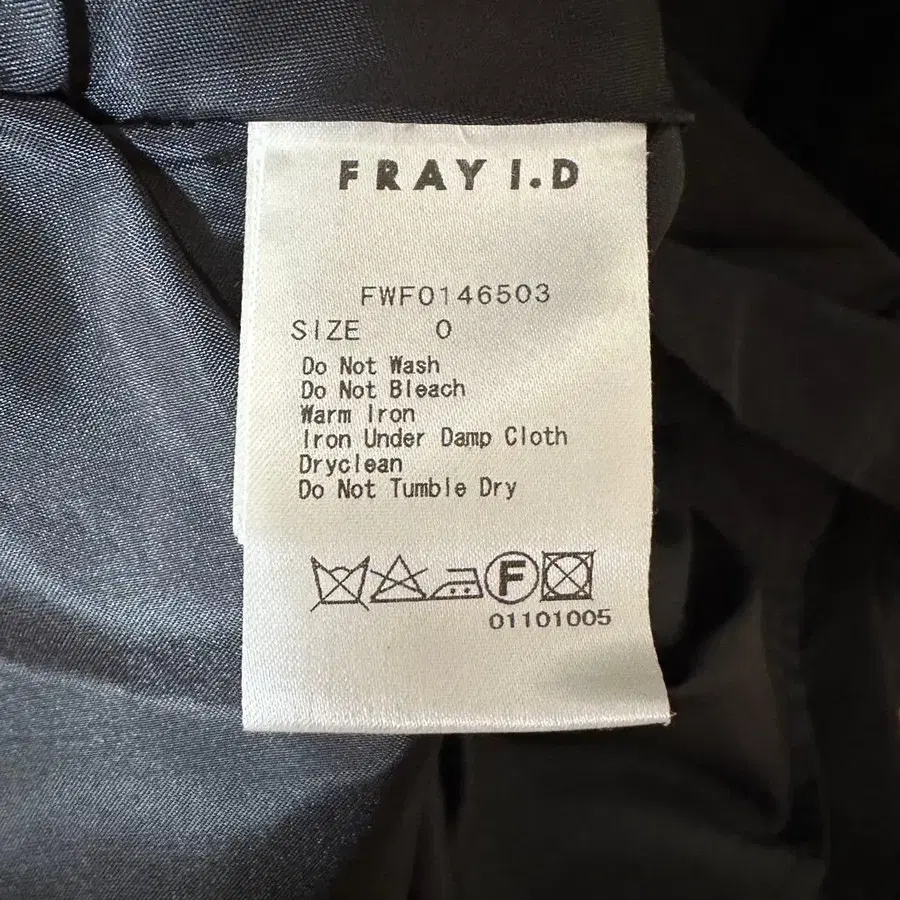 FRAY I.D
FWF0146503
SIZE 0
Do Not Wash
Do Not Bleach
Warm Iron
Iron Under Damp Cloth
Dryclean
Do Not Tumble Dry
F
01101005